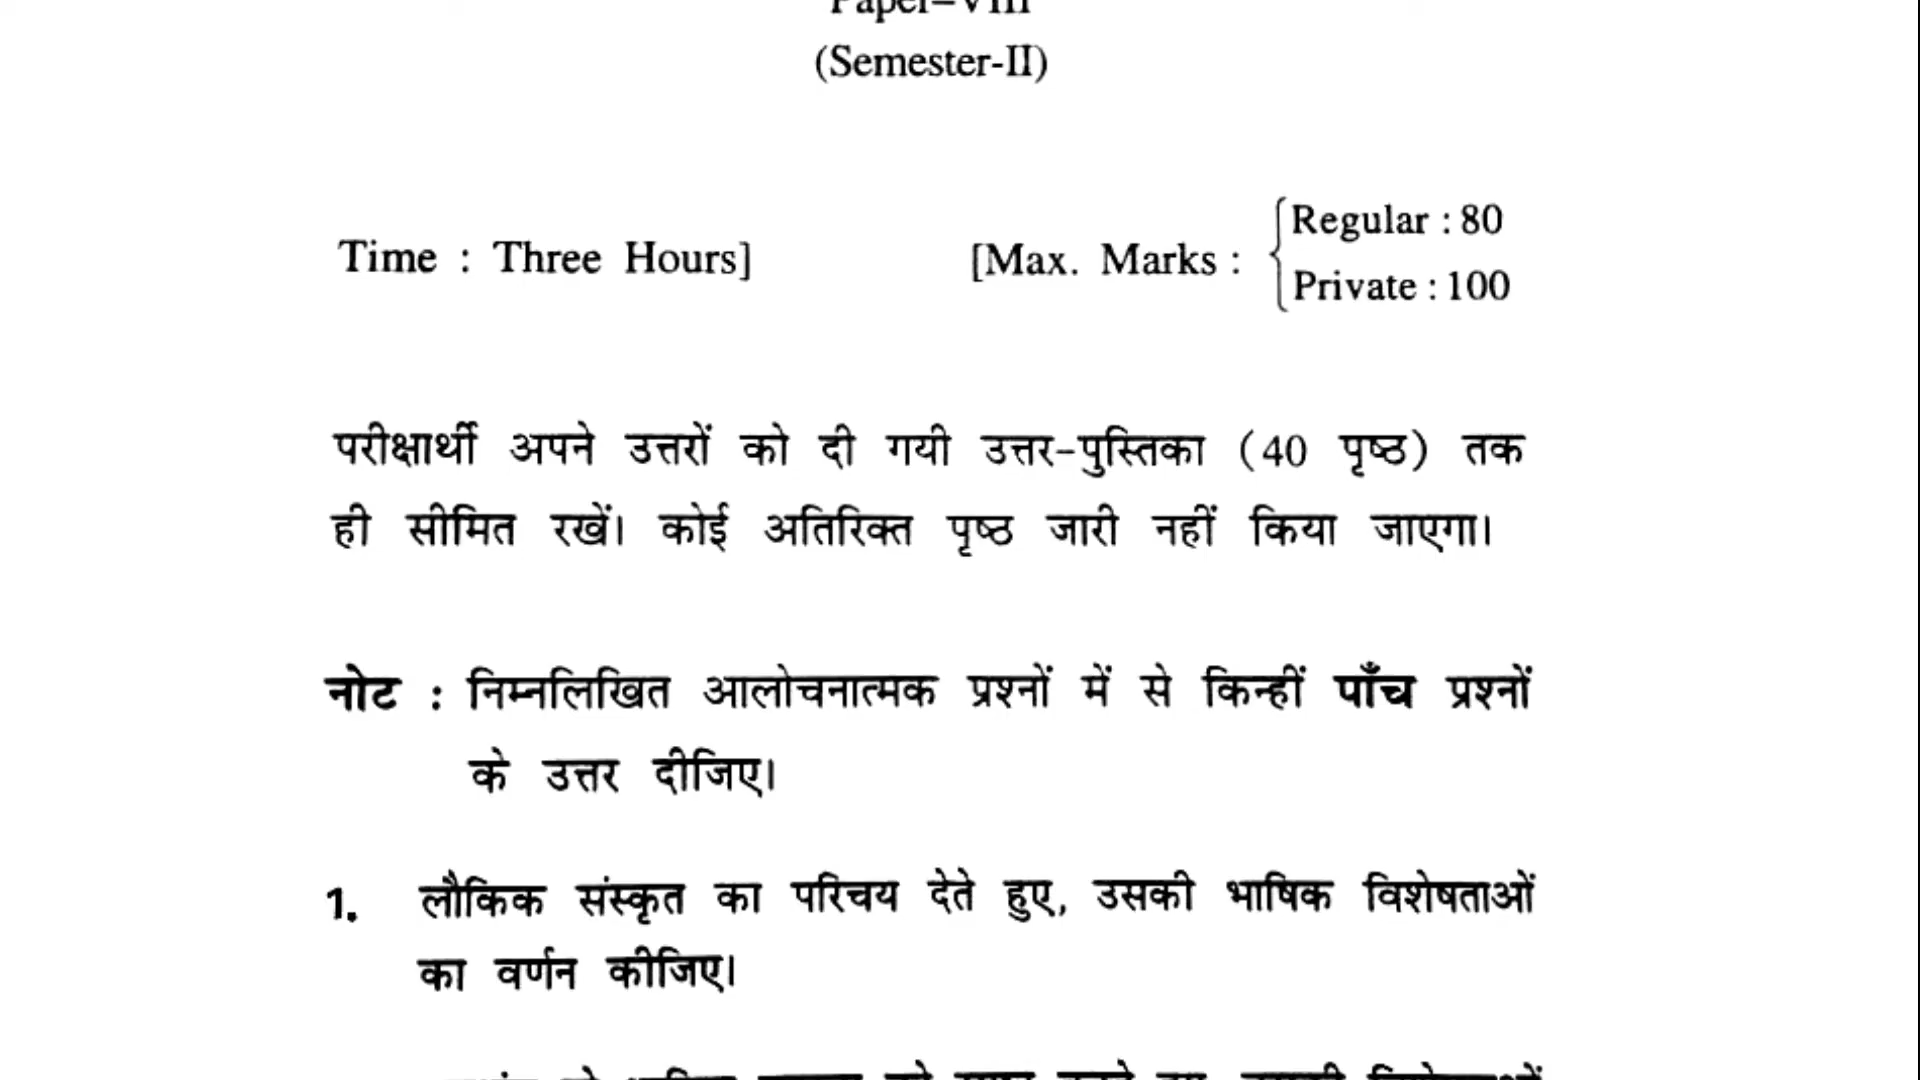 Paper–VIII
(Semester-II)
Time : Three Hours]
[Max. Marks :
Regular : 80
Private : 100
परीक्षार्थी अपने उत्तरों को दी गयी उत्तर-पुस्तिका (40 पृष्ठ) तक
ही सीमित रखें। कोई अतिरिक्त पृष्ठ जारी नहीं किया जाएगा।
नोट : निम्नलिखित आलोचनात्मक प्रश्नों में से किन्हीं पाँच प्रश्नों
के उत्तर दीजिए।
1. लौकिक संस्कृत का परिचय देते हुए, उसकी भाषिक विशेषताओं
का वर्णन कीजिए।